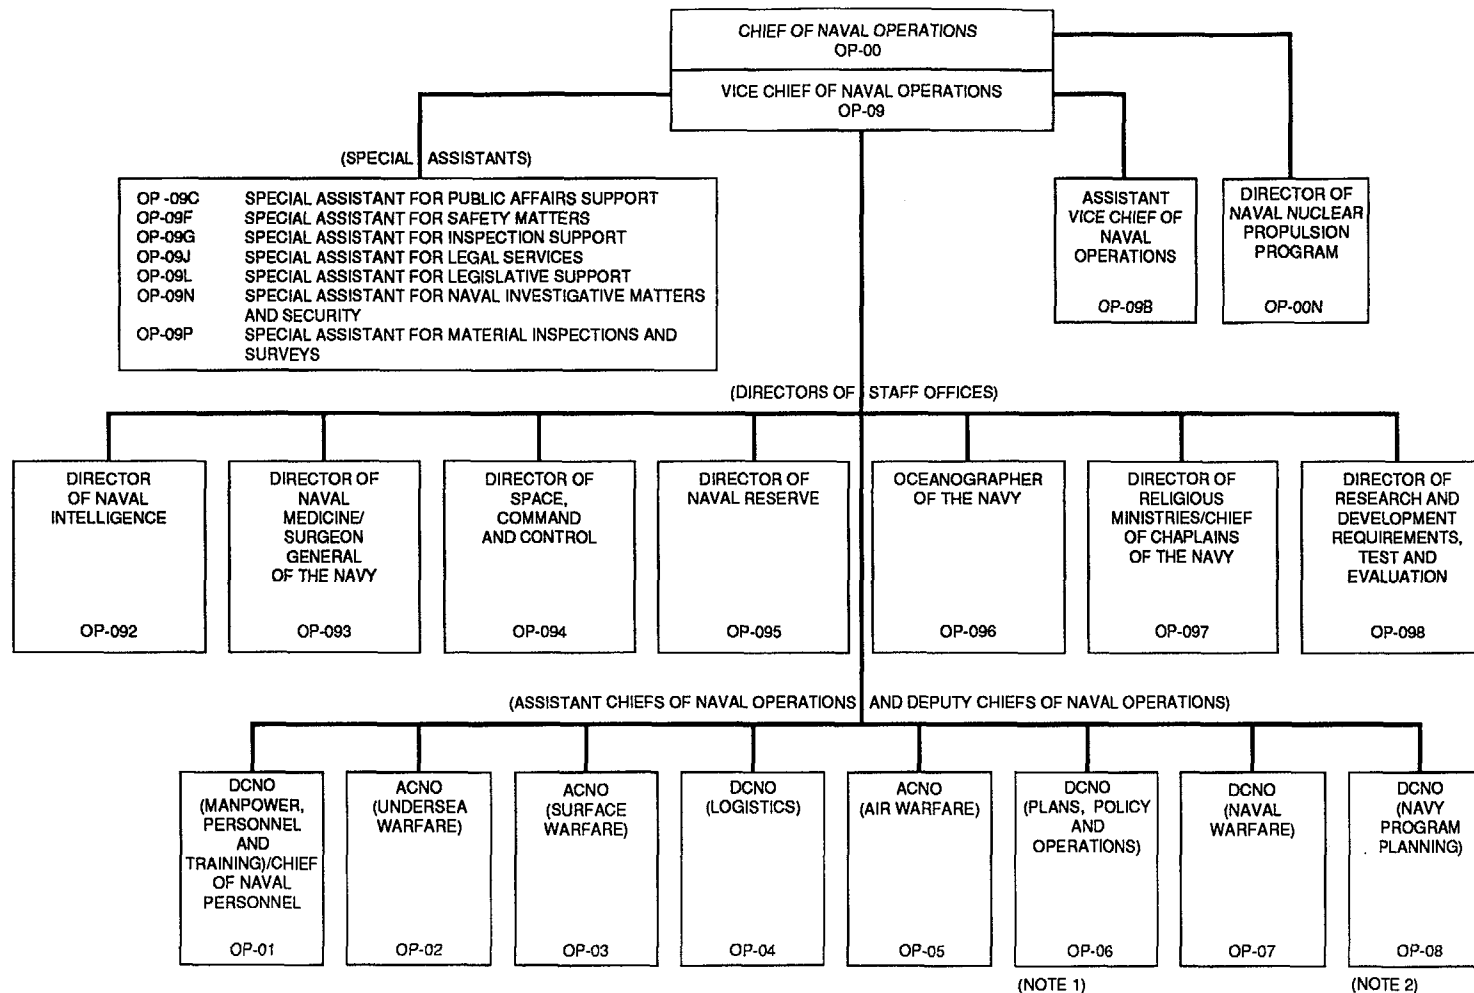 CHIEF OF NAVAL OPERATIONS
OP-00
VICE CHIEF OF NAVAL OPERATIONS
OP-09
(SPECIAL ASSISTANTS)
OP -09C SPECIAL ASSISTANT FOR PUBLIC AFFAIRS SUPPORT
OP-09F SPECIAL ASSISTANT FOR SAFETY MATTERS
OP-09G SPECIAL ASSISTANT FOR INSPECTION SUPPORT
OP-09J SPECIAL ASSISTANT FOR LEGAL SERVICES
OP-09L SPECIAL ASSISTANT FOR LEGISLATIVE SUPPORT
OP-09N SPECIAL ASSISTANT FOR NAVAL INVESTIGATIVE MATTERS
AND SECURITY
OP-09P SPECIAL ASSISTANT FOR MATERIAL INSPECTIONS AND
SURVEYS
ASSISTANT
VICE CHIEF OF
NAVAL
OPERATIONS
OP-09B
DIRECTOR OF
NAVAL NUCLEAR
PROPULSION
PROGRAM
OP-00N
(DIRECTORS OF STAFF OFFICES)
DIRECTOR
OF NAVAL
INTELLIGENCE
OP-092
DIRECTOR OF
NAVAL
MEDICINE/
SURGEON
GENERAL
OF THE NAVY
OP-093
DIRECTOR OF
SPACE,
COMMAND
AND CONTROL
OP-094
DIRECTOR OF
NAVAL RESERVE
OP-095
OCEANOGRAPHER
OF THE NAVY
OP-096
DIRECTOR OF
RELIGIOUS
MINISTRIES/CHIEF
OF CHAPLAINS
OF THE NAVY
OP-097
DIRECTOR OF
RESEARCH AND
DEVELOPMENT
REQUIREMENTS,
TEST AND
EVALUATION
OP-098
(ASSISTANT CHIEFS OF NAVAL OPERATIONS AND DEPUTY CHIEFS OF NAVAL OPERATIONS)
DCNO
(MANPOWER,
PERSONNEL
AND
TRAINING)/CHIEF
OF NAVAL
PERSONNEL
OP-01
ACNO
(UNDERSEA
WARFARE)
OP-02
ACNO
(SURFACE
WARFARE)
OP-03
DCNO
(LOGISTICS)
OP-04
ACNO
(AIR WARFARE)
OP-05
DCNO
(PLANS, POLICY
AND
OPERATIONS)
OP-06
(NOTE 1)
DCNO
(NAVAL
WARFARE)
OP-07
DCNO
(NAVY
PROGRAM
PLANNING)
OP-08
(NOTE 2)